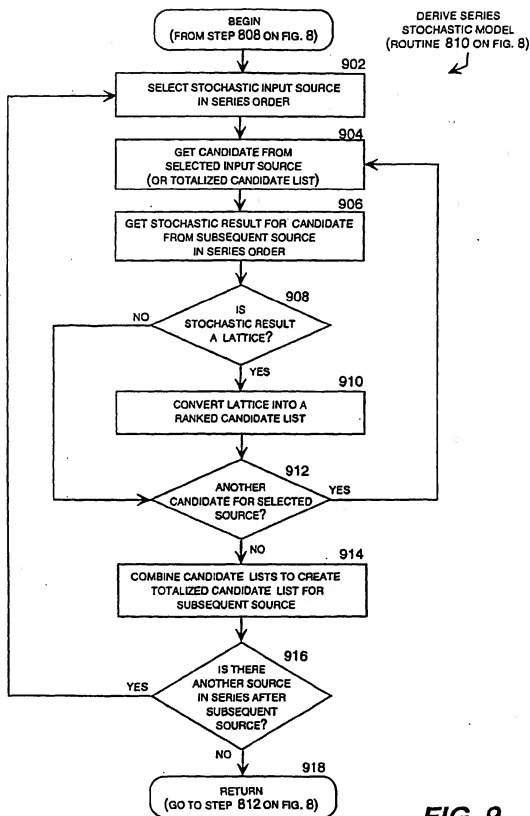 BEGIN
(FROM STEP 808 ON FIG. 8)
DERIVE SERIES
STOCHASTIC MODEL
(ROUTINE 810 ON FIG. 8)
902
SELECT STOCHASTIC INPUT SOURCE
IN SERIES ORDER
904
GET CANDIDATE FROM
SELECTED INPUT SOURCE
(OR TOTALIZED CANDIDATE LIST)
906
GET STOCHASTIC RESULT FOR CANDIDATE
FROM SUBSEQUENT SOURCE
IN SERIES ORDER
908
IS
STOCHASTIC RESULT
A LATTICE?
NO
YES
910
CONVERT LATTICE INTO A
RANKED CANDIDATE LIST
912
ANOTHER
CANDIDATE FOR SELECTED
SOURCE?
YES
NO
914
COMBINE CANDIDATE LISTS TO CREATE
TOTALIZED CANDIDATE LIST FOR
SUBSEQUENT SOURCE
916
IS THERE
ANOTHER SOURCE
IN SERIES AFTER
SUBSEQUENT
SOURCE?
YES
NO
918
RETURN
(GO TO STEP 812 ON FIG. 8)
FIG. 9